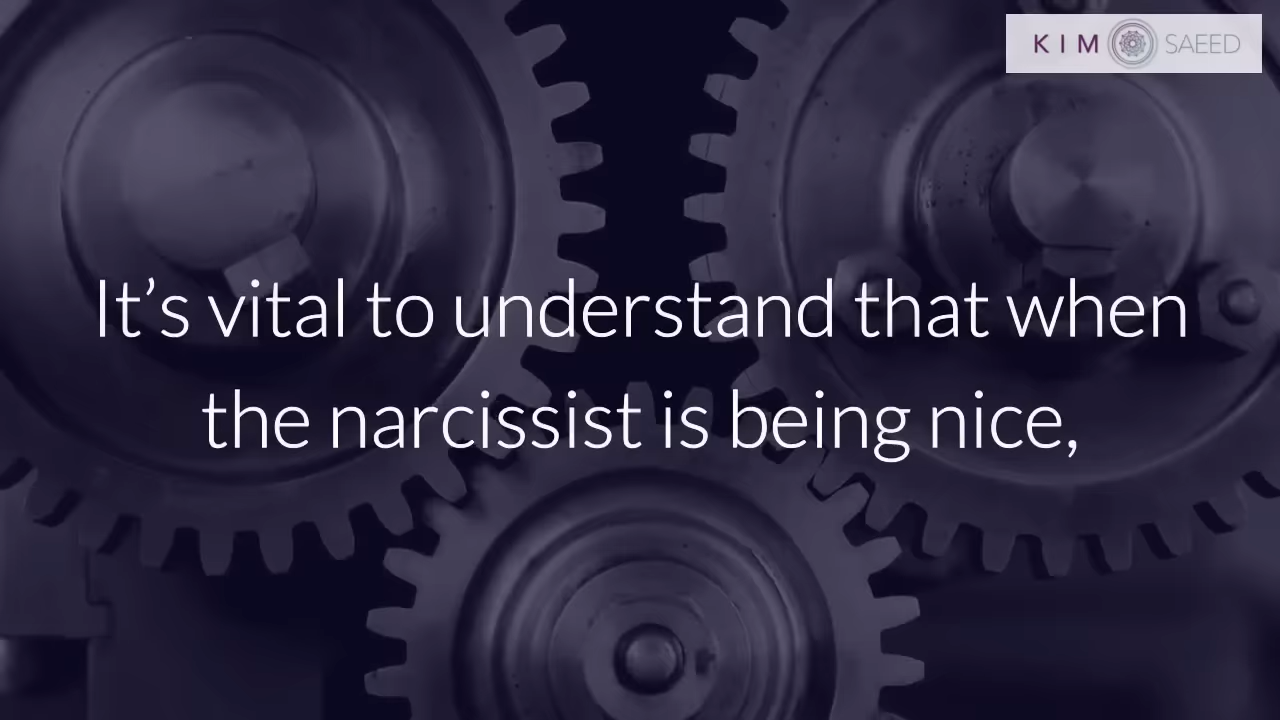 KIM SAEED
It’s vital to understand that when
the narcissist is being nice,